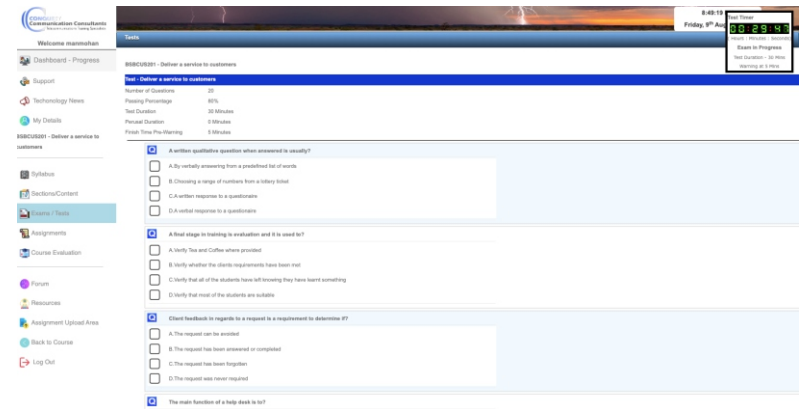 CONQUEST
Communication Consultants
Welcome manmohan
Dashboard - Progress
Support
Techonology News
My Details
BSBCUS201 - Deliver a service to
customers
Syllabus
Sections/Content
Exams / Tests
Assignments
Course Evaluation
Forum
Resources
Assignment Upload Area
Back to Course
Log Out
8:49:19
Friday, 9th Aug
Test Timer
00:29:47
Hours | Minutes | Seconds
Exam in Progress
Test Duration - 30 Mins
Warning at 5 Mins
Tests
BSBCUS201 - Deliver a service to customers
Test - Deliver a service to customers
Number of Questions 20
Passing Percentage
Test Duration 30 Minutes
Perusal Duration 0 Minutes
Finish Time Pre-Warning 5 Minutes
Q A written qualitative question when answered is usually?
A.By verbally answering from a predefined list of words
B.Choosing a range of numbers from a lottery ticket
C.A written response to a questionaire
D.A verbal response to a questionaire
Q A final stage in training is evaluation and it is used to?
A.Verify Tea and Coffee where provided
B.Verify whether the clients requirements have been met
C.Verify that all of the students have left knowing they have learnt something
D.Verify that most of the students are suitable
Q Client feedback in regards to a request is a requirement to determine if?
A.The request can be avoided
B.The request has been answered or completed
C.The request has been forgotten
D.The request was never required
Q The main function of a help desk is to?